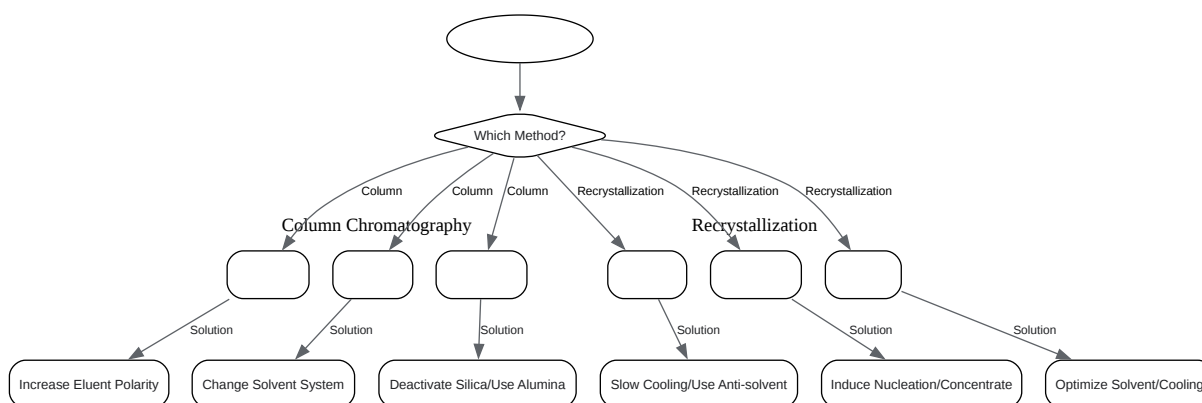 Which Method?
Column
Column
Column
Recrystallization
Recrystallization
Recrystallization
Column Chromatography
Recrystallization
Solution
Solution
Solution
Solution
Solution
Solution
Increase Eluent Polarity
Change Solvent System
Deactivate Silica/Use Alumina
Slow Cooling/Use Anti-solvent
Induce Nucleation/Concentrate
Optimize Solvent/Cooling